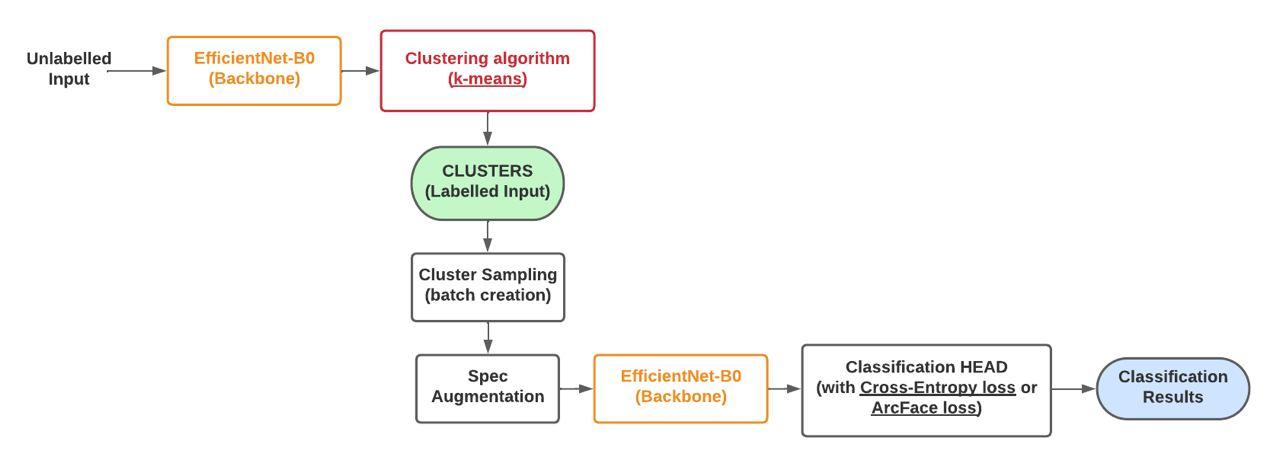 Unlabelled
Input
EfficientNet-B0
(Backbone)
Clustering algorithm
(k-means)
CLUSTERS
(Labelled Input)
Cluster Sampling
(batch creation)
Spec
Augmentation
EfficientNet-B0
(Backbone)
Classification HEAD
(with Cross-Entropy loss or
ArcFace loss)
Classification
Results